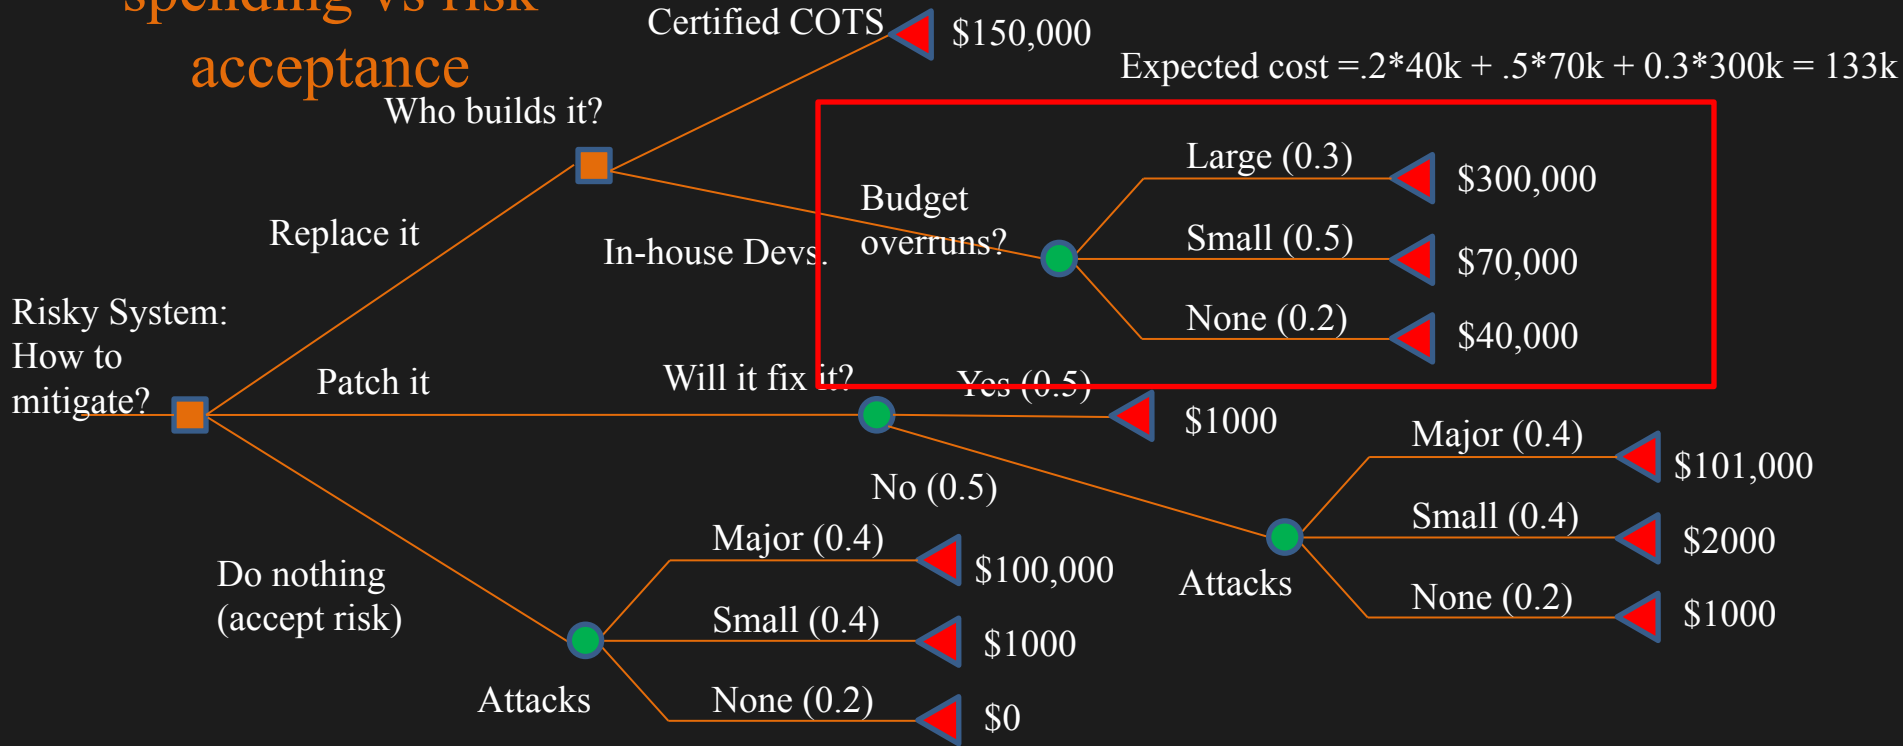 spending vs risk
acceptance
Certified COTS
$150,000
Expected cost =.2*40k + .5*70k + 0.3*300k = 133k
Who builds it?
Large (0.3)
$300,000
Budget
overruns?
Replace it
In-house Devs.
Small (0.5)
$70,000
None (0.2)
$40,000
Risky System:
How to
mitigate?
Patch it
Will it fix it?
Yes (0.5)
$1000
No (0.5)
Major (0.4)
$101,000
Small (0.4)
$2000
None (0.2)
$1000
Attacks
Do nothing
(accept risk)
Major (0.4)
$100,000
Small (0.4)
$1000
None (0.2)
$0
Attacks